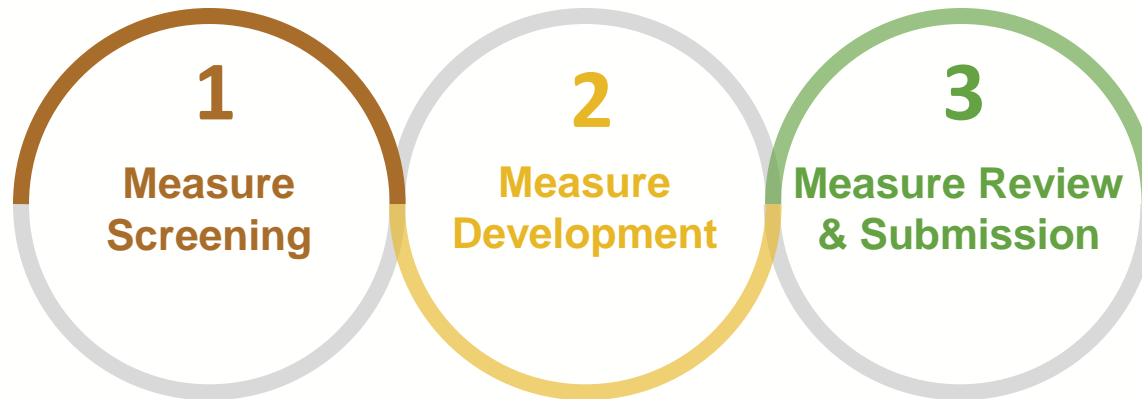 1
Measure
Screening
2
Measure
Development
3
Measure Review
& Submission